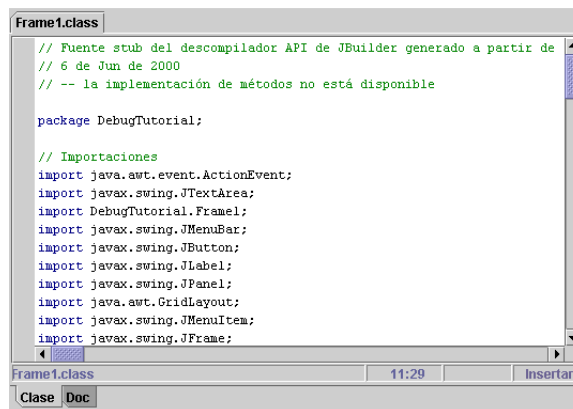 Frame1.class
// Fuente stub del descompilador API de JBuilder generado a partir de
// 6 de Jun de 2000
// -- la implementación de métodos no está disponible
package DebugTutorial;
// Importaciones
import java.awt.event.ActionEvent;
import javax.swing.JTextArea;
import DebugTutorial.Frame1;
import javax.swing.JMenuBar;
import javax.swing.JButton;
import javax.swing.JLabel;
import javax.swing.JPanel;
import java.awt.GridLayout;
import javax.swing.JMenuItem;
import javax.swing.JFrame;
Frame1.class 11:29 Insertar
Clase Doc